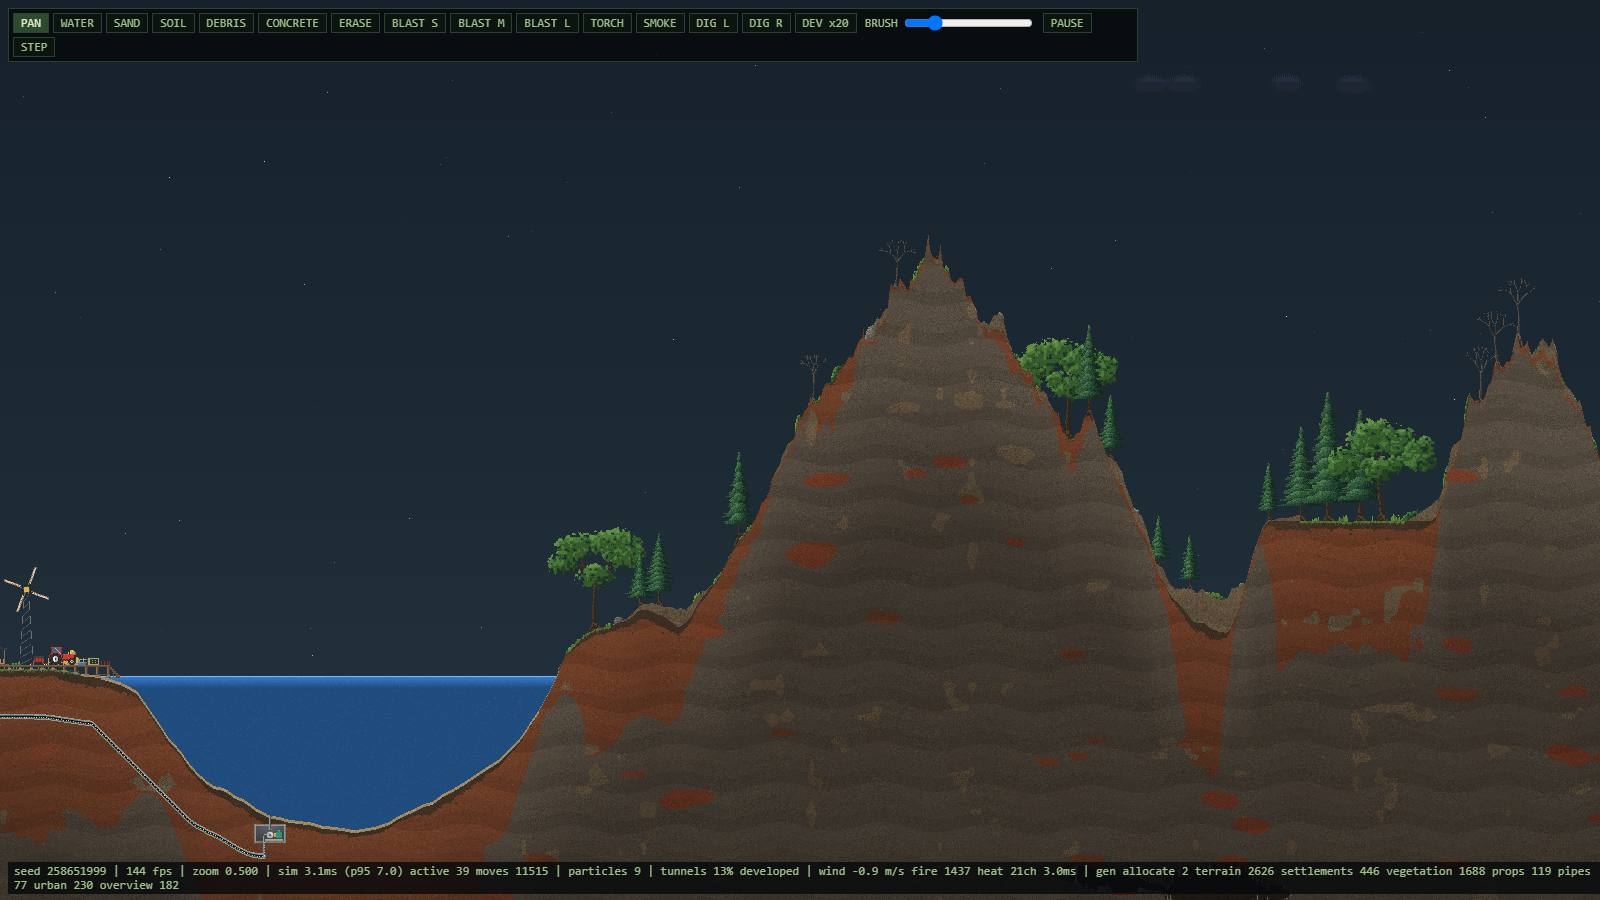 PAN WATER SAND SOIL DEBRIS CONCRETE ERASE BLAST S BLAST M BLAST L TORCH SMOKE DIG L DIG R DEV x20 BRUSH PAUSE
STEP
seed 258651999 | 144 fps | zoom 0.500 | sim 3.1ms (p95 7.0) active 39 moves 11515 | particles 9 | tunnels 13% developed | wind -0.9 m/s fire 1437 heat 21ch 3.0ms | gen allocate 2 terrain 2626 settlements 446 vegetation 1688 props 119 pipes
77 urban 230 overview 182